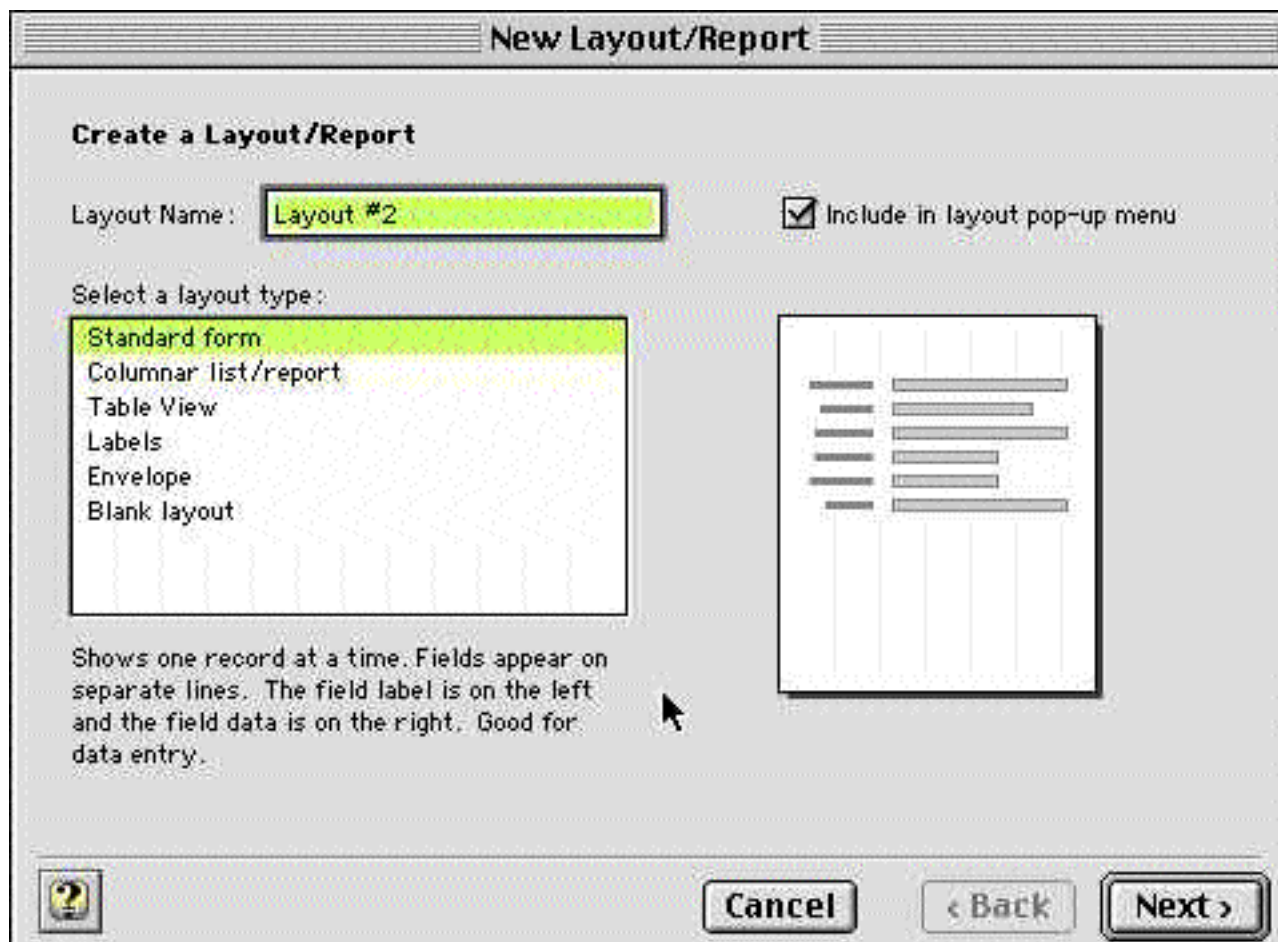 New Layout/Report
Create a Layout/Report
Layout Name: Layout #2
Include in layout pop-up menu
Select a layout type:
Standard form
Columnar list/report
Table View
Labels
Envelope
Blank layout
Shows one record at a time. Fields appear on
separate lines. The field label is on the left
and the field data is on the right. Good for
data entry.
? Cancel ‹ Back Next ›